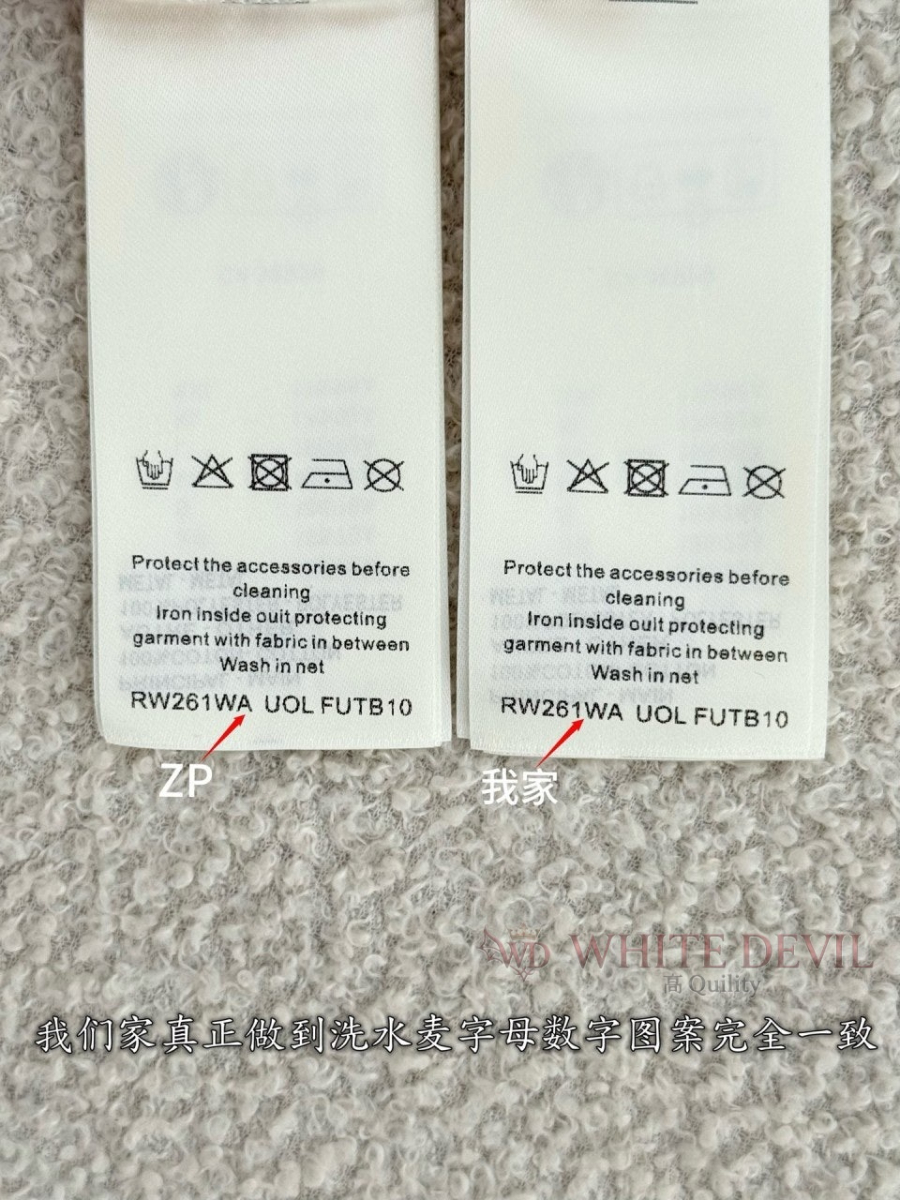 Protect the accessories before
cleaning
Iron inside ouit protecting
garment with fabric in between
Wash in net
RW261WA UOL FUTB10
ZP
Protect the accessories before
cleaning
Iron inside ouit protecting
garment with fabric in between
Wash in net
RW261WA UOL FUTB10
我家
WD WHITE DEVIL
高 Quility
我们家真正做到洗水麦字母数字图案完全一致